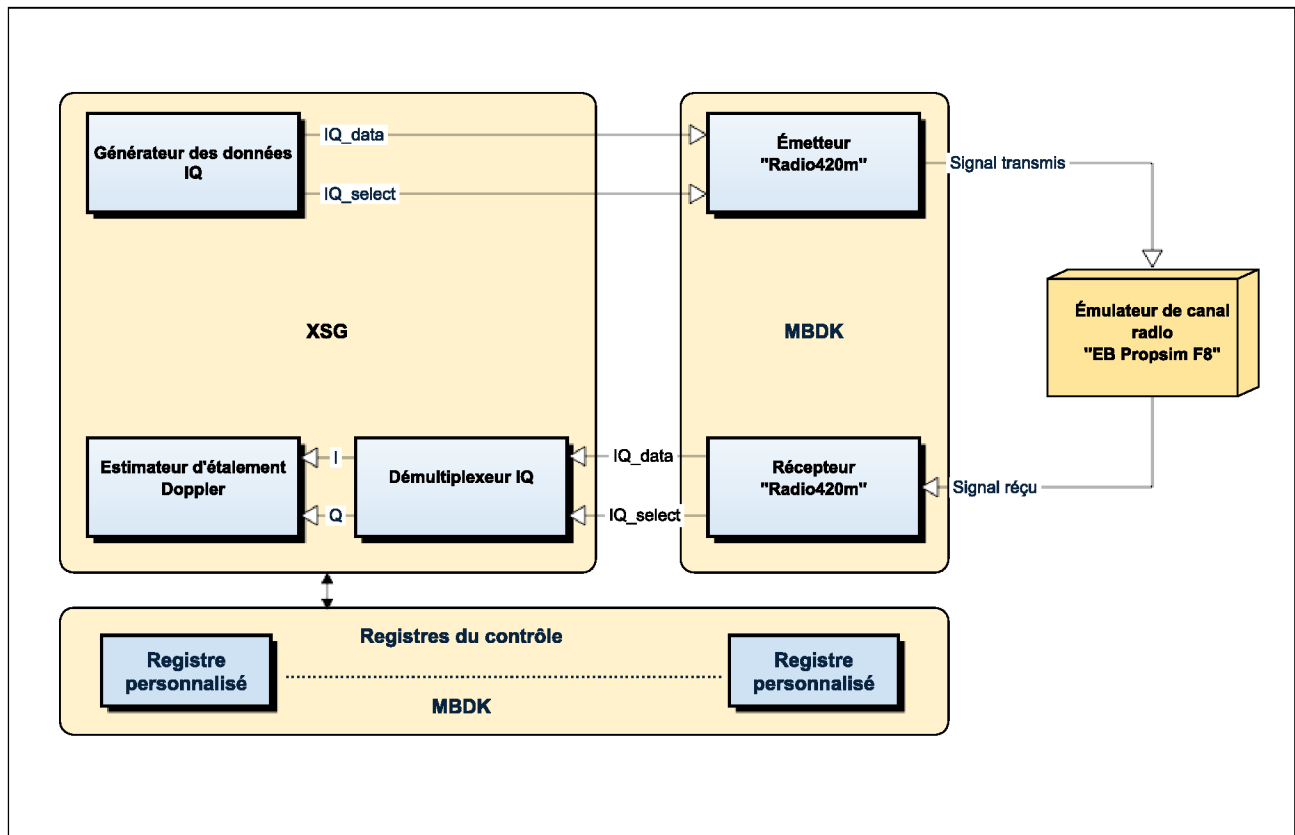 Générateur des données
IQ
IQ_data
IQ_select
Émetteur
"Radio420m"
Signal transmis
XSG
MBDK
Émulateur de canal
radio
"EB Propsim F8"
Estimateur d'étalement
Doppler
I
Q
Démultiplexeur IQ
IQ_data
IQ_select
Récepteur
"Radio420m"
Signal réçu
Registres du contrôle
Registre
personnalisé
Registre
personnalisé
MBDK